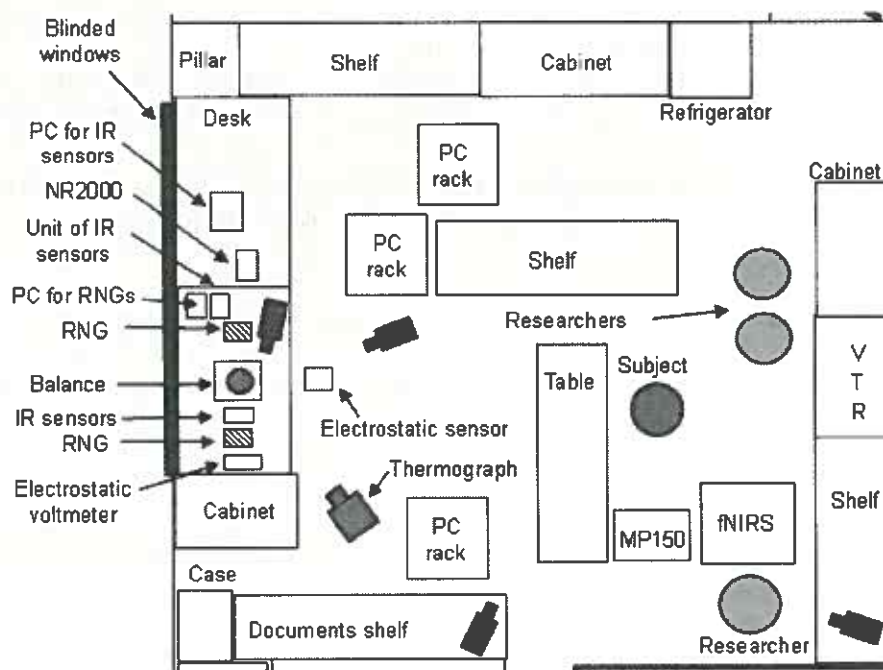 Blinded
windows
Pillar
Shelf
Cabinet
Refrigerator
Desk
PC for IR
sensors
NR2000
Unit of IR
sensors
PC for RNGs
RNG
Balance
IR sensors
RNG
Electrostatic
voltmeter
PC
rack
PC
rack
Shelf
Cabinet
Researchers
V
T
R
Table
Subject
Electrostatic sensor
Thermograph
Cabinet
PC
rack
MP150
fNIRS
Shelf
Case
Documents shelf
Researcher